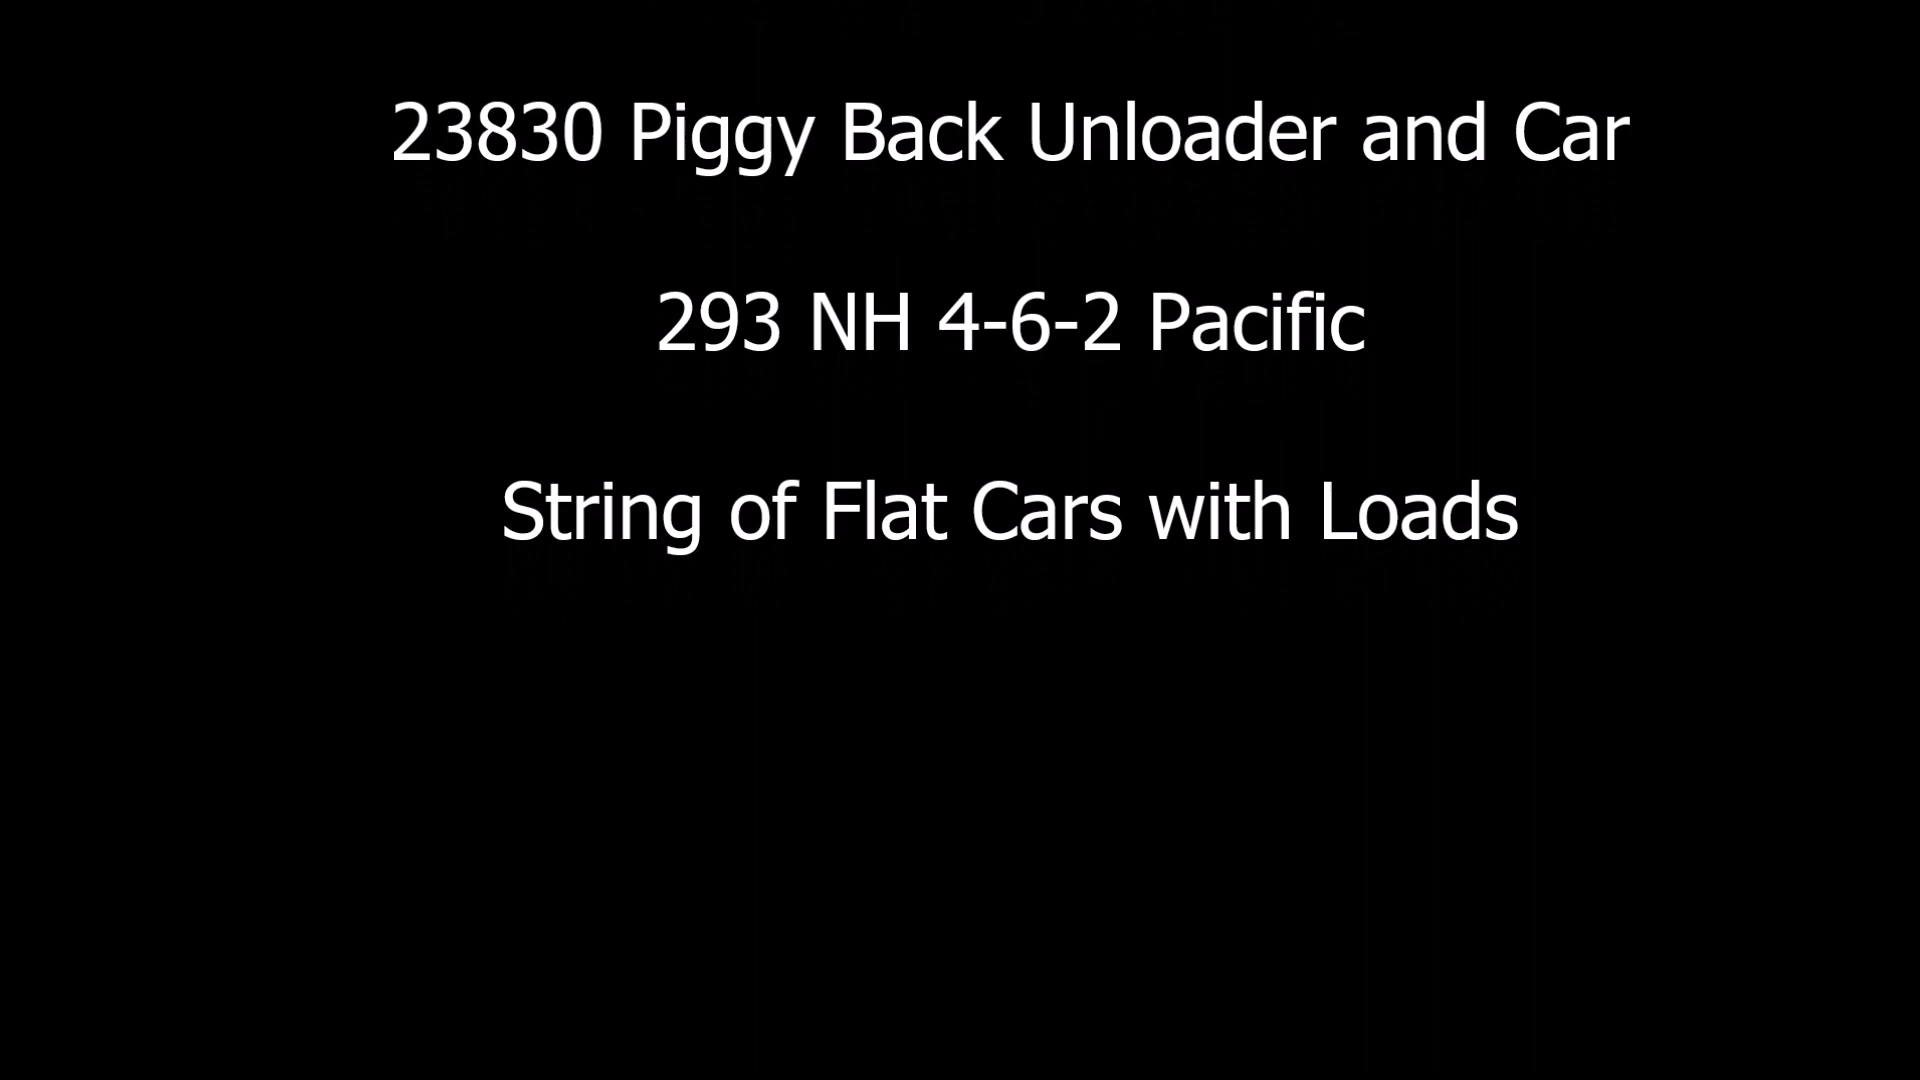 23830 Piggy Back Unloader and Car
293 NH 4-6-2 Pacific
String of Flat Cars with Loads